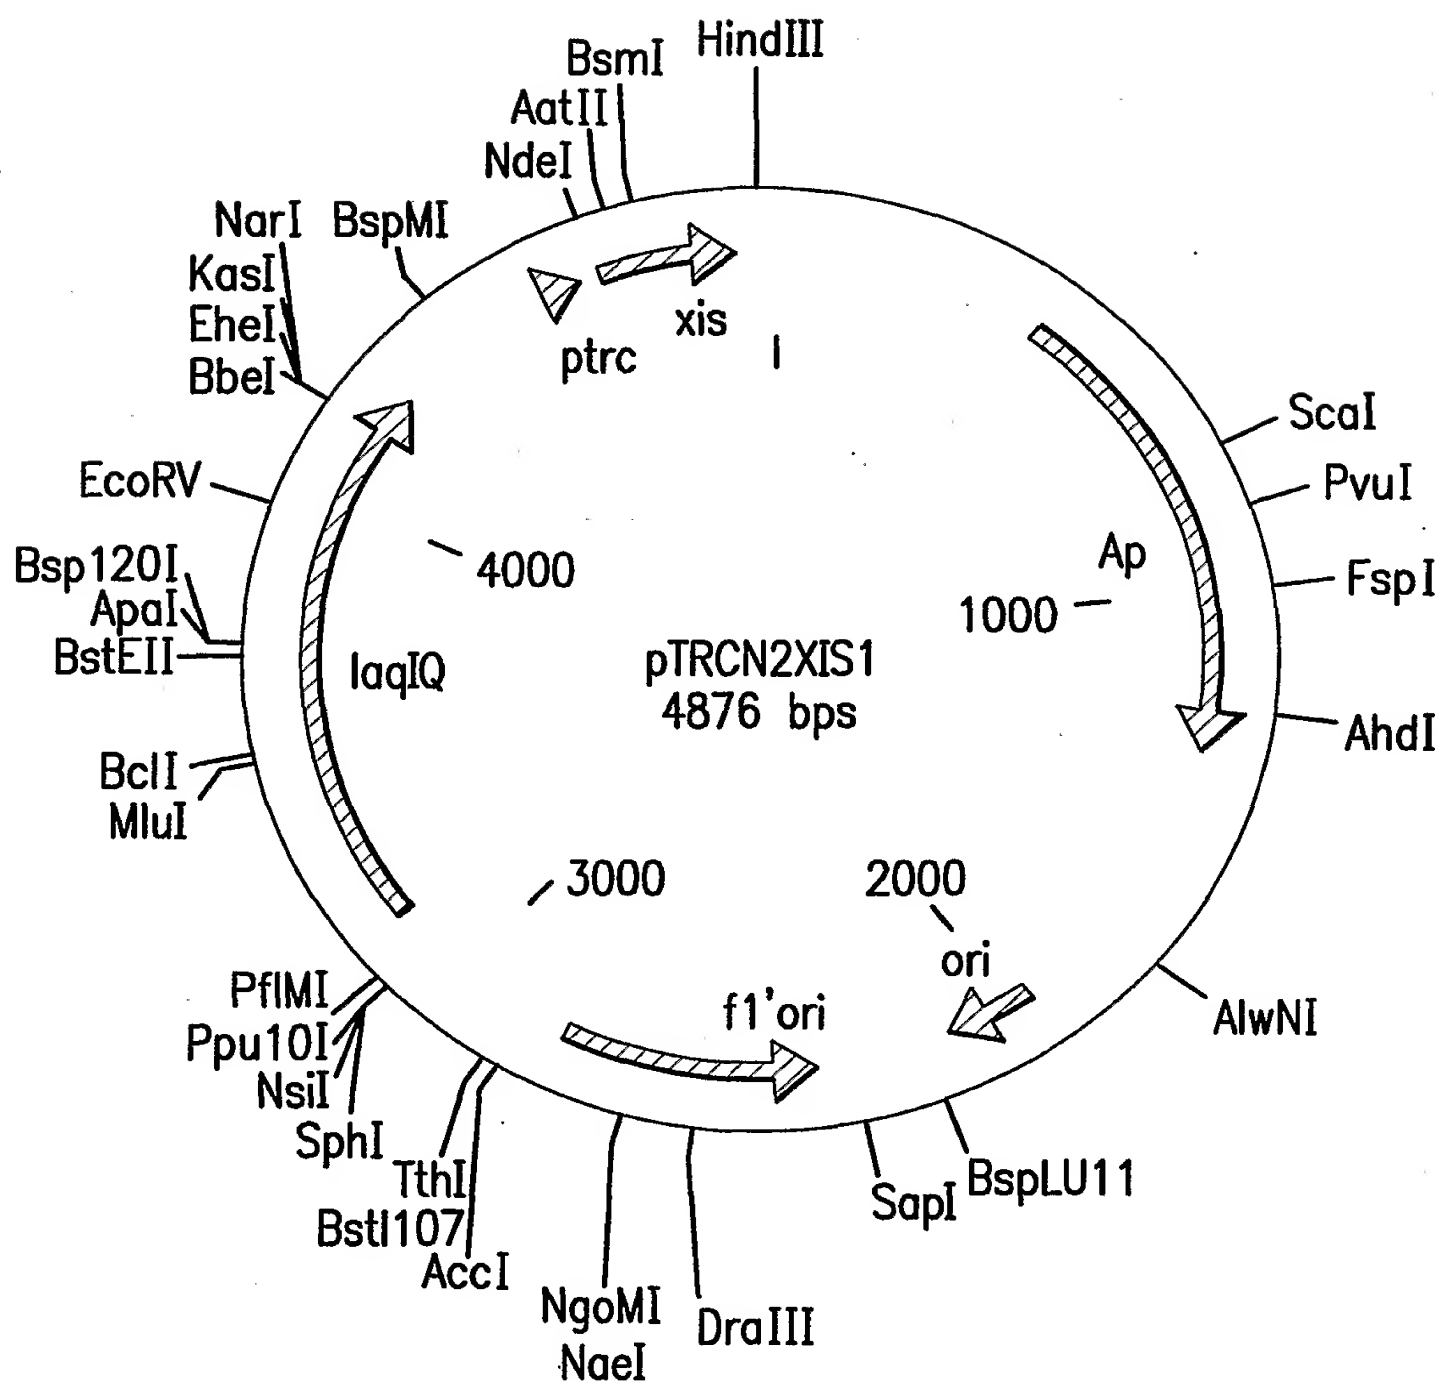 HindIII
BsmI
AatII
NdeI
NarI
BspMI
KasI
EheI
BbeI
EcoRV
Bsp120I
ApaI
BstEII
BclI
MluI
PflMI
Ppu10I
NsiI
SphI
TthI
BstI107
AccI
NgoMI
NaeI
DraIII
SapI
BspLU11
AlwNI
AhdI
FspI
PvuI
ScaI
ptrc
xis
Ap
1000
4000
laqIQ
pTRCN2XIS1
4876 bps
3000
2000
ori
f1'ori